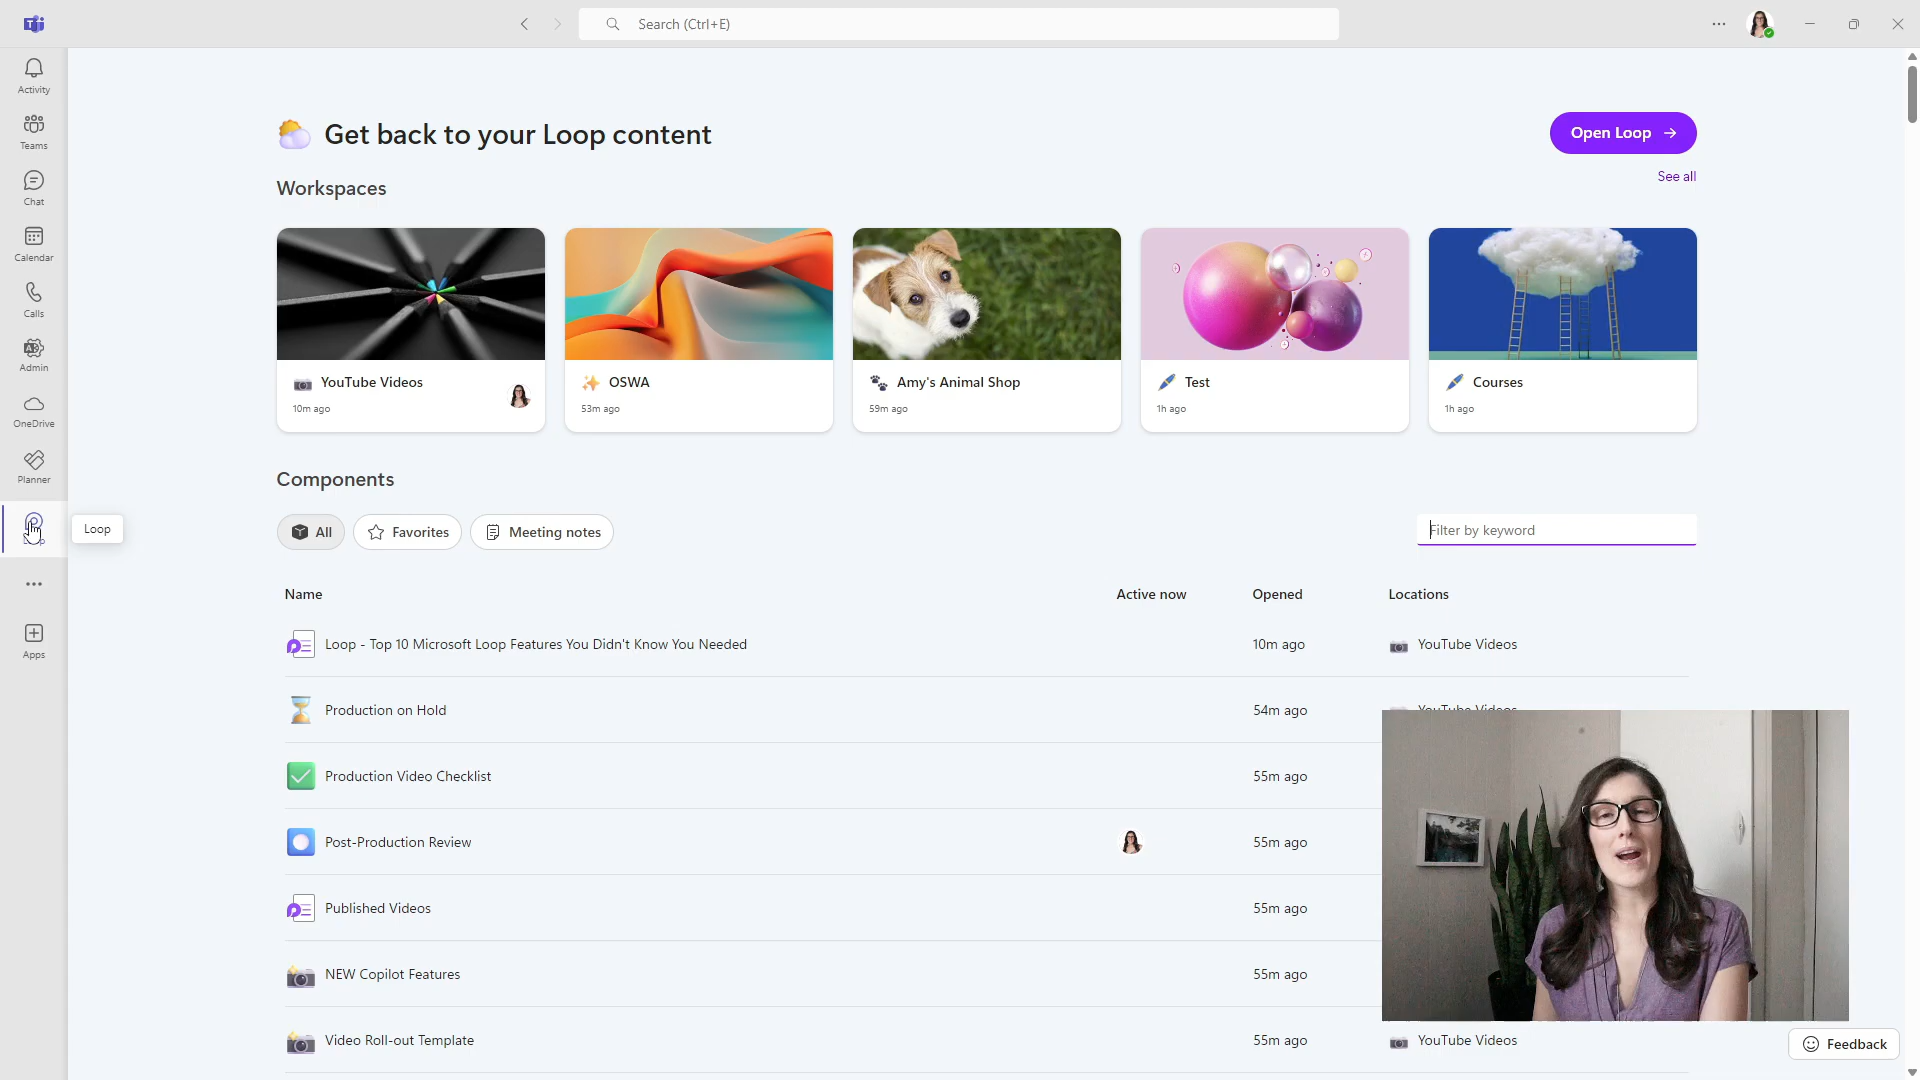 Search (Ctrl+E)
Activity
Teams
Chat
Calendar
Calls
Admin
OneDrive
Planner
Loop
Apps
Get back to your Loop content
Open Loop
Workspaces
See all
YouTube Videos
10m ago
OSWA
53m ago
Amy's Animal Shop
59m ago
Test
1h ago
Courses
1h ago
Components
All
Favorites
Meeting notes
Filter by keyword
Name Active now Opened Locations
Loop - Top 10 Microsoft Loop Features You Didn't Know You Needed 10m ago YouTube Videos
Production on Hold 54m ago YouTube Videos
Production Video Checklist 55m ago
Post-Production Review 55m ago
Published Videos 55m ago
NEW Copilot Features 55m ago
Video Roll-out Template 55m ago YouTube Videos
Feedback